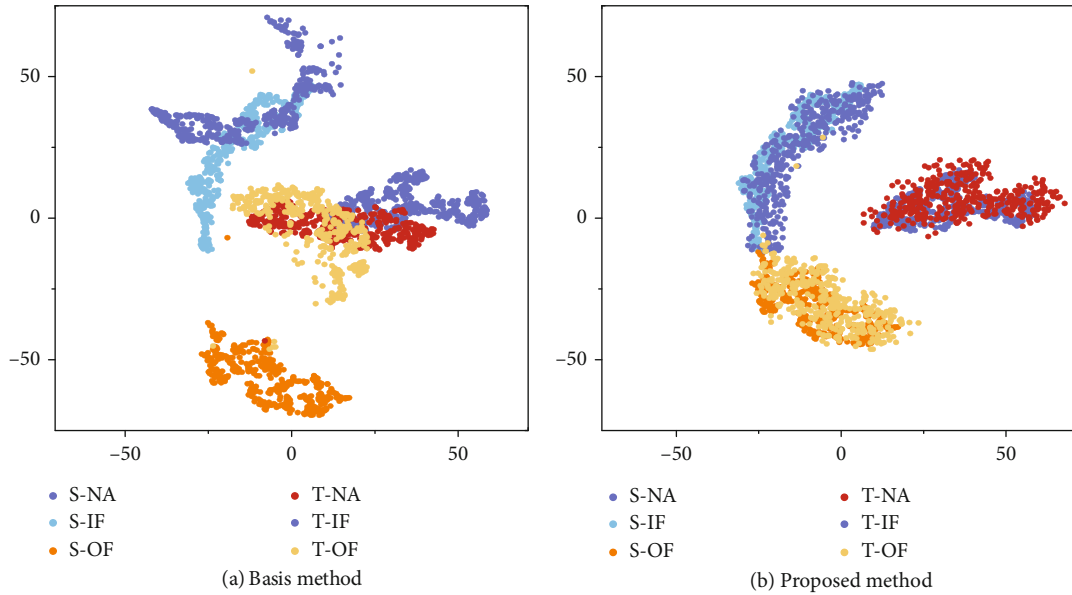 50
0
−50
−50
0
50
S-NA
T-NA
S-IF
T-IF
S-OF
T-OF
(a) Basis method
50
0
−50
−50
0
50
S-NA
T-NA
S-IF
T-IF
S-OF
T-OF
(b) Proposed method